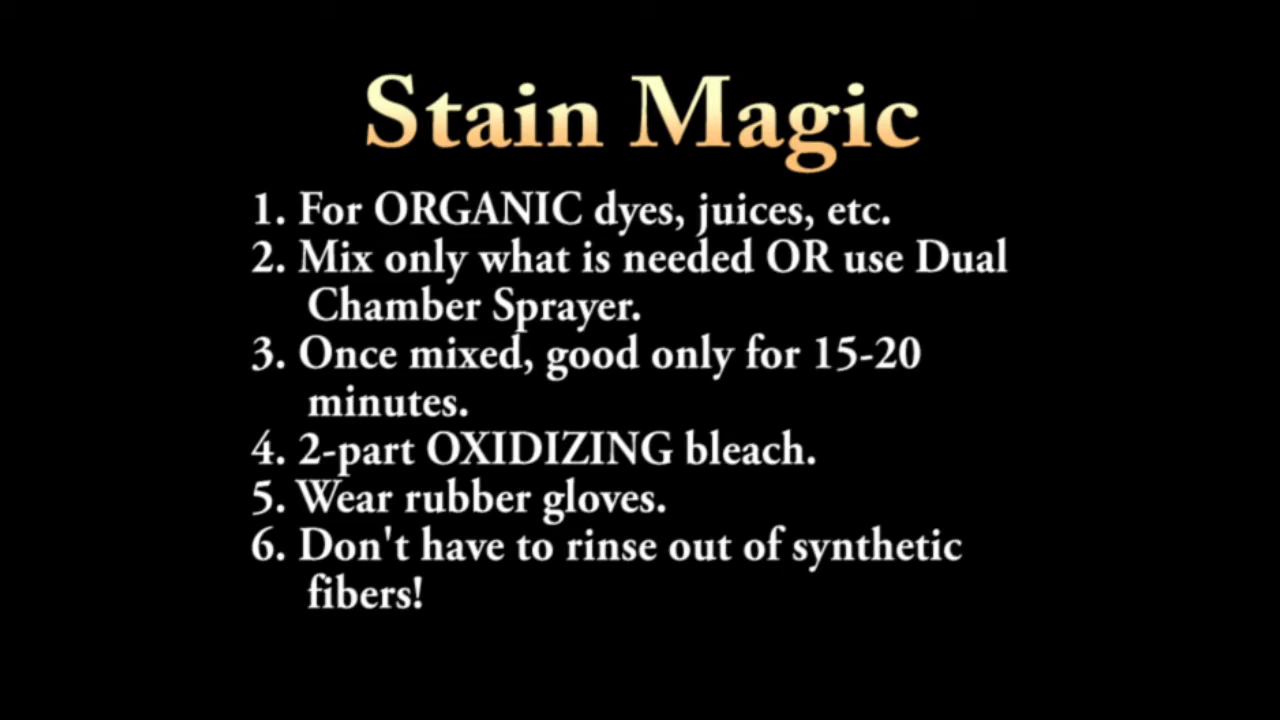 Stain Magic
1. For ORGANIC dyes, juices, etc.
2. Mix only what is needed OR use Dual
Chamber Sprayer.
3. Once mixed, good only for 15-20
minutes.
4. 2-part OXIDIZING bleach.
5. Wear rubber gloves.
6. Don't have to rinse out of synthetic
fibers!